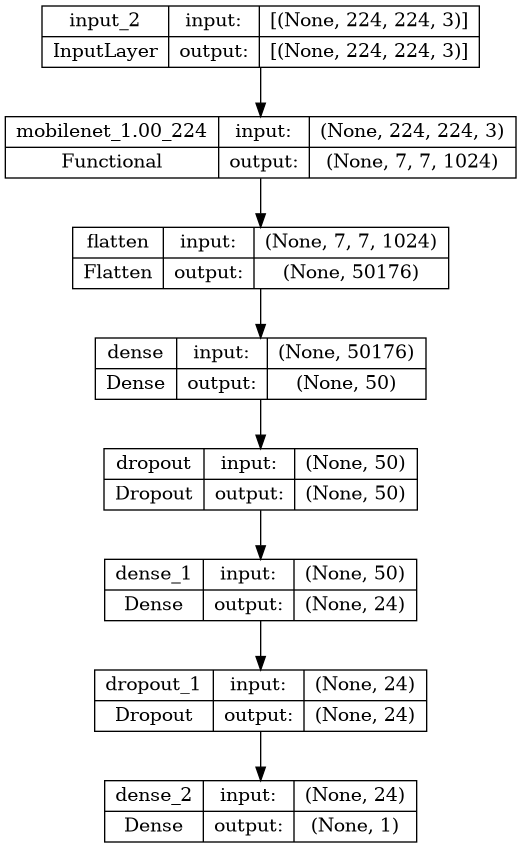 input_2 input: [(None, 224, 224, 3)]
InputLayer output: [(None, 224, 224, 3)]
mobilenet_1.00_224 input: (None, 224, 224, 3)
Functional output: (None, 7, 7, 1024)
flatten input: (None, 7, 7, 1024)
Flatten output: (None, 50176)
dense input: (None, 50176)
Dense output: (None, 50)
dropout input: (None, 50)
Dropout output: (None, 50)
dense_1 input: (None, 50)
Dense output: (None, 24)
dropout_1 input: (None, 24)
Dropout output: (None, 24)
dense_2 input: (None, 24)
Dense output: (None, 1)